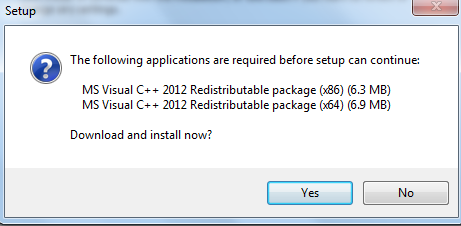 Setup
The following applications are required before setup can continue:
MS Visual C++ 2012 Redistributable package (x86) (6.3 MB)
MS Visual C++ 2012 Redistributable package (x64) (6.9 MB)
Download and install now?
Yes
No